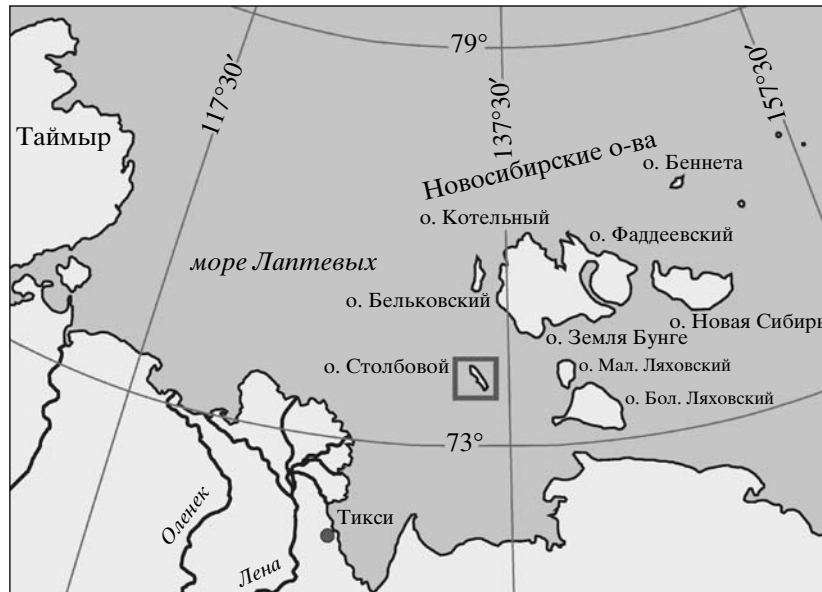 79°
117°30′
137°30′
157°30′
Таймыр
Новосибирские о-ва
о. Беннета
о. Котельный
о. Фаддеевский
море Лаптевых
о. Бельковский
о. Новая Сибирь
о. Земля Бунге
о. Столбовой
о. Мал. Ляховский
о. Бол. Ляховский
73°
Оленек
Тикси
Лена